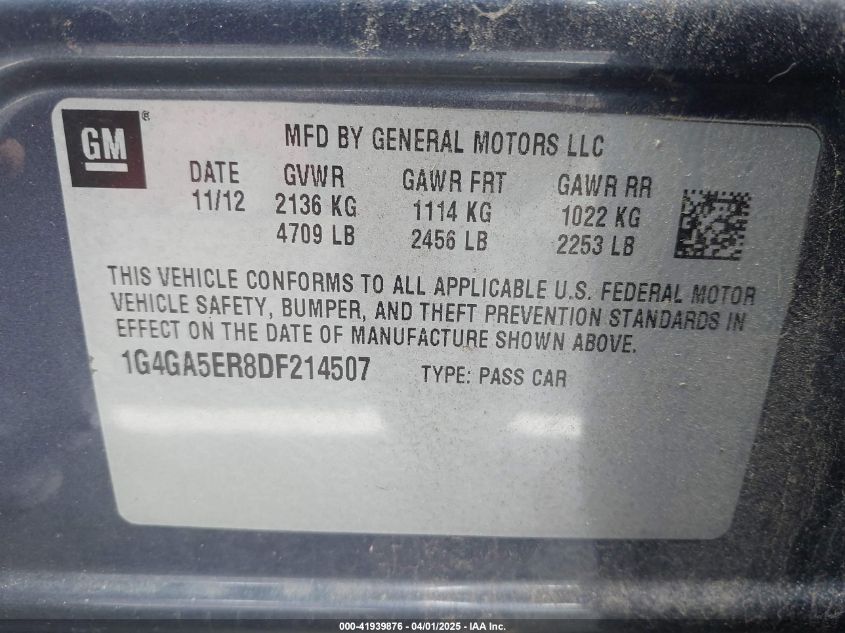 GM ®
MFD BY GENERAL MOTORS LLC
DATE GVWR GAWR FRT GAWR RR
11/12 2136 KG 1114 KG 1022 KG
4709 LB 2456 LB 2253 LB
THIS VEHICLE CONFORMS TO ALL APPLICABLE U.S. FEDERAL MOTOR
VEHICLE SAFETY, BUMPER, AND THEFT PREVENTION STANDARDS IN
EFFECT ON THE DATE OF MANUFACTURE SHOWN ABOVE.
1G4GA5ER8DF214507 TYPE: PASS CAR
000-41939876 - 04/01/2025 - IAA Inc.